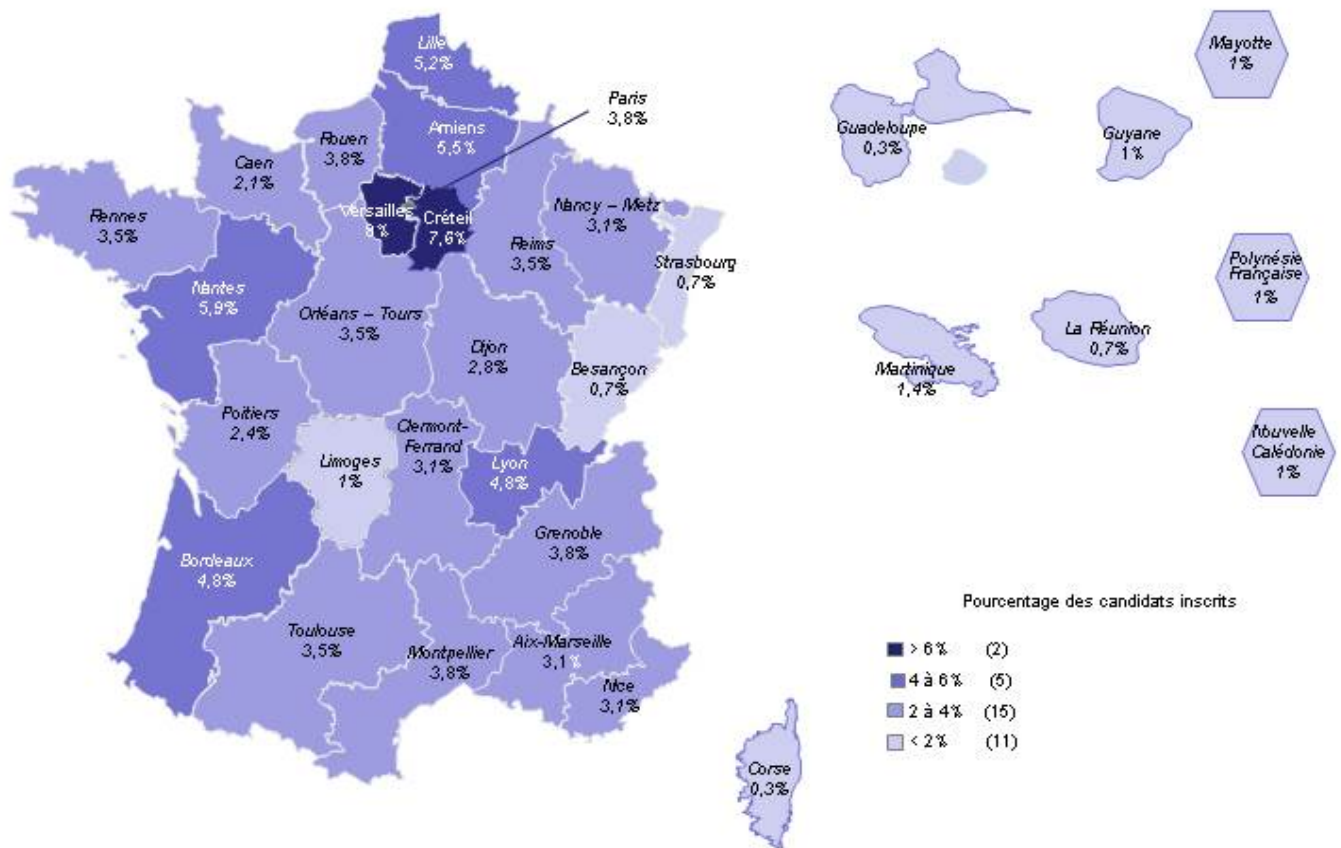 Lille
5,2%
Amiens
5,5%
Paris
3,8%
Rouen
3,8%
Caen
2,1%
Rennes
3,5%
Versailles
8%
Créteil
7,6%
Reims
3,5%
Nancy – Metz
3,1%
Strasbourg
0,7%
Nantes
5,9%
Orléans – Tours
3,5%
Dijon
2,8%
Besançon
0,7%
Poitiers
2,4%
Limoges
1%
Clermont-
Ferrand
3,1%
Lyon
4,8%
Grenoble
3,8%
Bordeaux
4,8%
Toulouse
3,5%
Montpellier
3,8%
Aix-Marseille
3,1%
Nice
3,1%
Corse
0,3%
Guadeloupe
0,3%
Guyane
1%
Mayotte
1%
Martinique
1,4%
La Réunion
0,7%
Polynésie
Française
1%
Nouvelle
Calédonie
1%
Pourcentage des candidats inscrits
> 6% (2)
4 à 6% (5)
2 à 4% (15)
< 2% (11)